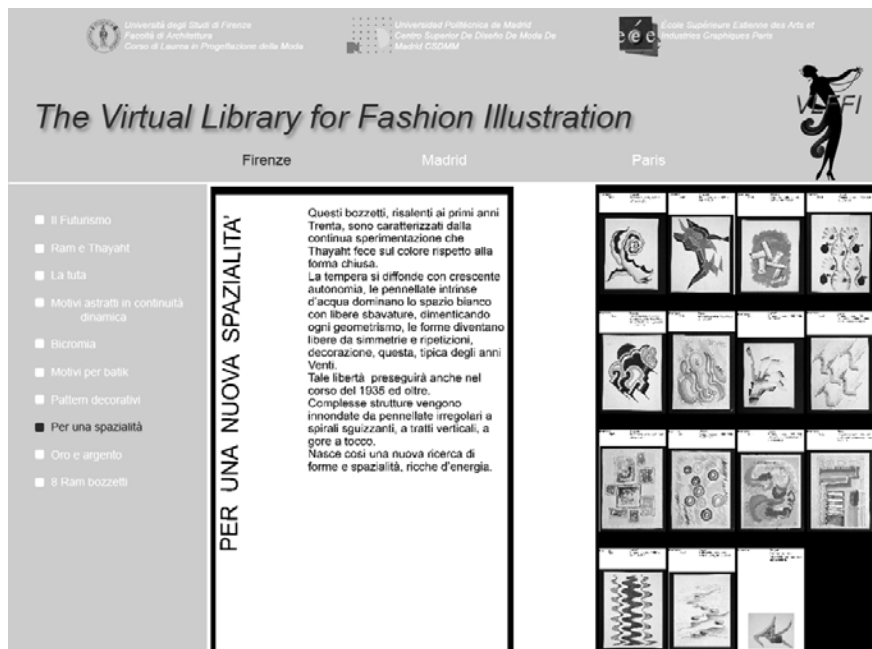 Università degli Studi di Firenze
Facoltà di Architettura
Corso di Laurea in Progettazione della Moda
Universidad Politécnica de Madrid
Centro Superior De Diseño De Moda De
Madrid CSDMM
eée
École Supérieure Estienne des Arts et
Industries Graphiques Paris
The Virtual Library for Fashion Illustration
VLFFI
Firenze
Madrid
Paris
Il Futurismo
Ram e Thayaht
La tuta
Motivi astratti in continuità
dinamica
Bicromia
Motivi per batik
Pattern decorativi
Per una spazialità
Oro e argento
8 Ram bozzetti
PER UNA NUOVA SPAZIALITA'
Questi bozzetti, risalenti ai primi anni
Trenta, sono caratterizzati dalla
continua sperimentazione che
Thayaht fece sul colore rispetto alla
forma chiusa.
La tempera si diffonde con crescente
autonomia, le pennellate intrinse
d'acqua dominano lo spazio bianco
con libere sbavature, dimenticando
ogni geometrismo, le forme diventano
libere da simmetrie e ripetizioni,
decorazione, questa, tipica degli anni
Venti.
Tale libertà preseguirà anche nel
corso del 1935 ed oltre.
Complesse strutture vengono
innondate da pennellate irregolari a
spirali sguizzanti, a tratti verticali, a
gore a tocco.
Nasce così una nuova ricerca di
forme e spazialità, ricche d'energia.